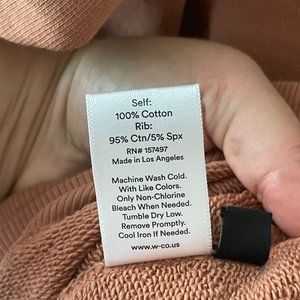 Self:
100% Cotton
Rib:
95% Ctn/5% Spx
RN# 157497
Made in Los Angeles
Machine Wash Cold.
With Like Colors.
Only Non-Chlorine
Bleach When Needed.
Tumble Dry Low.
Remove Promptly.
Cool Iron If Needed.
www.w-co.us